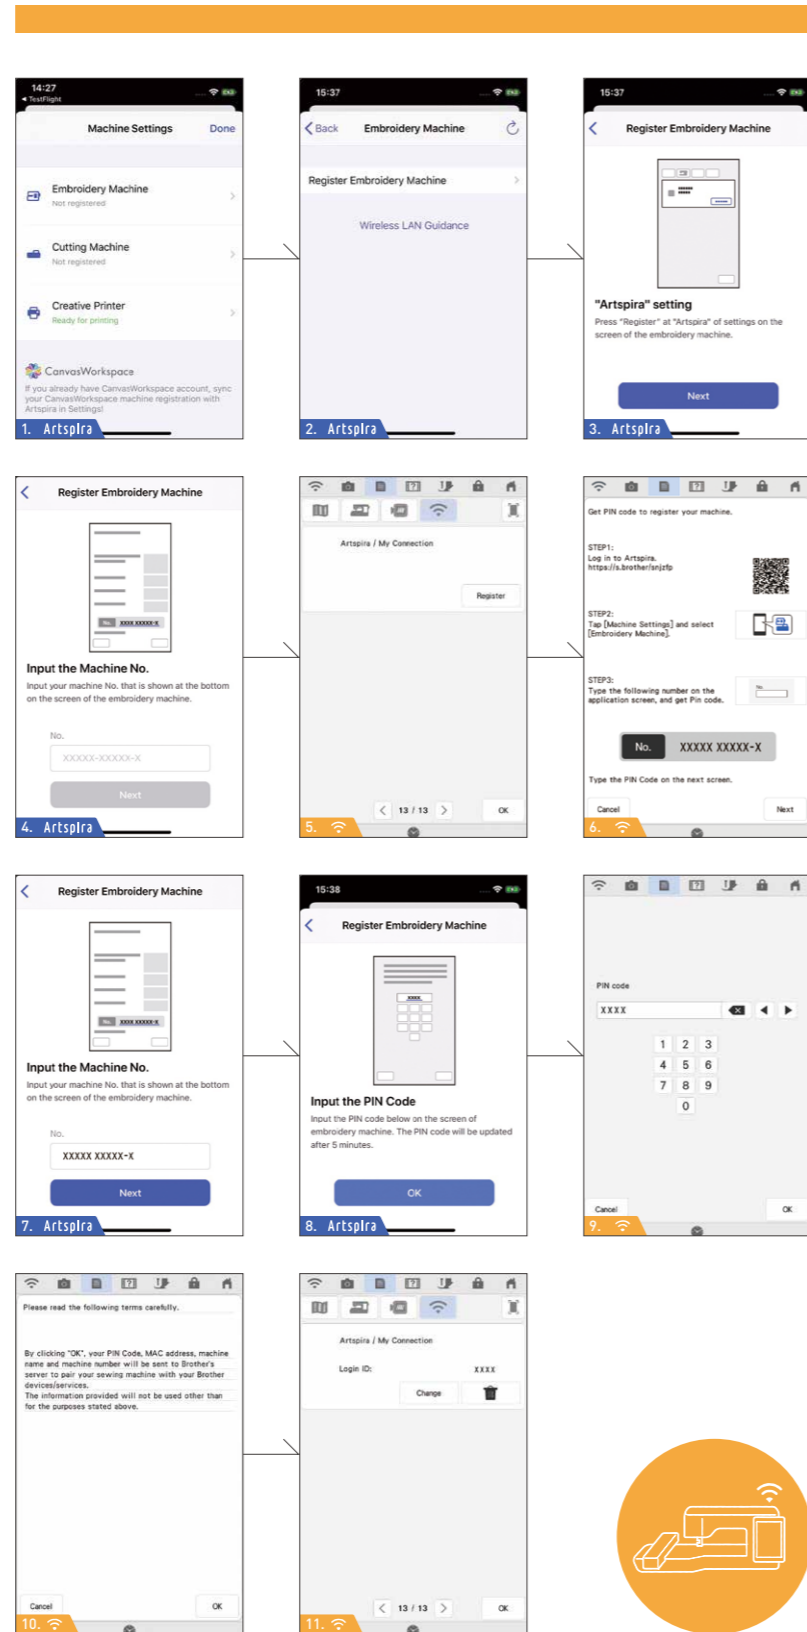 14:27
TestFlight
Machine Settings
Done
Embroidery Machine
Not registered
Cutting Machine
Not registered
Creative Printer
Ready for printing
CanvasWorkspace
If you already have CanvasWorkspace account, sync
your CanvasWorkspace machine registration with
Artspira in Settings!
1. Artspira
15:37
Back
Embroidery Machine
Register Embroidery Machine
Wireless LAN Guidance
2. Artspira
15:37
Register Embroidery Machine
"Artspira" setting
Press "Register" at "Artspira" of settings on the
screen of the embroidery machine.
Next
3. Artspira
Register Embroidery Machine
No. XXXX XXXXX-X
Input the Machine No.
Input your machine No. that is shown at the bottom
on the screen of the embroidery machine.
No.
XXXXX-XXXXX-X
Next
4. Artspira
Artspira / My Connection
Register
13 / 13
OK
5.
Get PIN code to register your machine.
STEP1:
Log in to Artspira.
https://s.brother/snjzfp
STEP2:
Tap [Machine Settings] and select
[Embroidery Machine].
STEP3:
Type the following number on the
application screen, and get Pin code.
No.
No. XXXXX XXXXX-X
Type the PIN Code on the next screen.
Cancel
Next
6.
Register Embroidery Machine
No. XXXX XXXXX-X
Input the Machine No.
Input your machine No. that is shown at the bottom
on the screen of the embroidery machine.
No.
XXXXX XXXXX-X
Next
7. Artspira
15:38
Register Embroidery Machine
XXXX
Input the PIN Code
Input the PIN code below on the screen of
embroidery machine. The PIN code will be updated
after 5 minutes.
OK
8. Artspira
PIN code
XXXX
1 2 3
4 5 6
7 8 9
0
Cancel
OK
9.
Please read the following terms carefully.
By clicking "OK", your PIN Code, MAC address, machine
name and machine number will be sent to Brother's
server to pair your sewing machine with your Brother
devices/services.
The information provided will not be used other than
for the purposes stated above.
Cancel
OK
10.
Artspira / My Connection
Login ID:
XXXX
Change
13 / 13
OK
11.